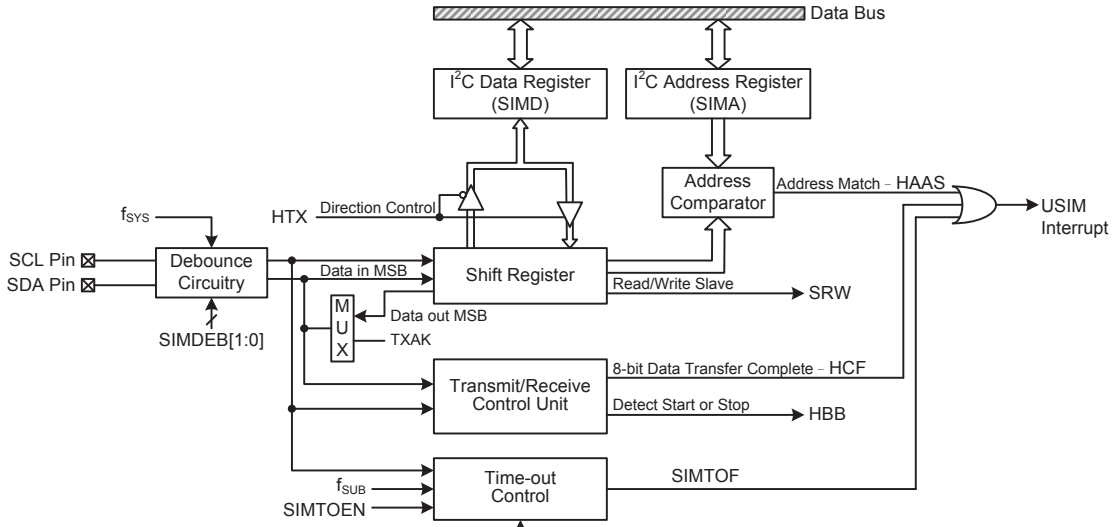 Data Bus
I²C Data Register
(SIMD)
I²C Address Register
(SIMA)
Address
Comparator
Address Match – HAAS
HTX
Direction Control
USIM
Interrupt
fSYS
SCL Pin
SDA Pin
Debounce
Circuitry
Data in MSB
Shift Register
Read/Write Slave
SRW
SIMDEB[1:0]
M
U
X
Data out MSB
TXAK
Transmit/Receive
Control Unit
8-bit Data Transfer Complete – HCF
Detect Start or Stop
HBB
fSUB
SIMTOEN
Time-out
Control
SIMTOF